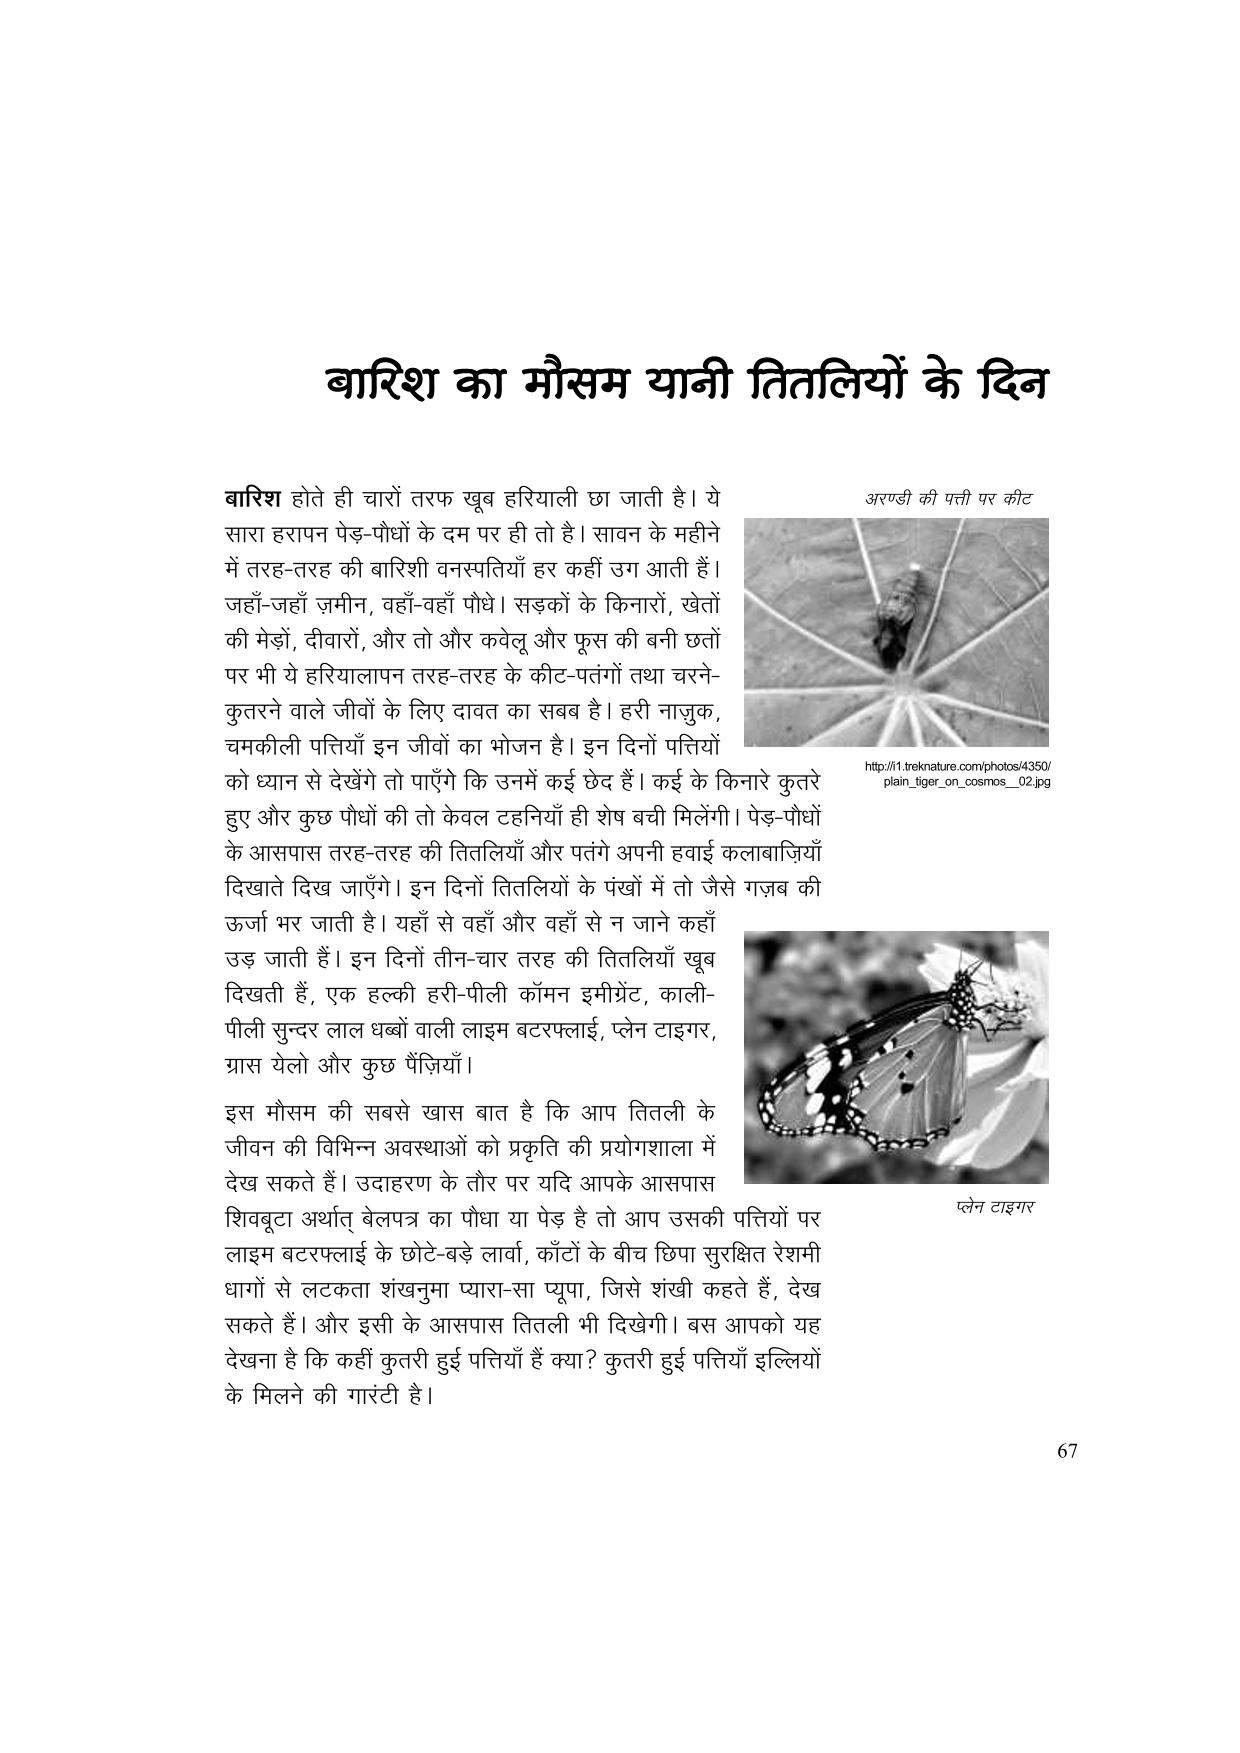 बारिश का मौसम यानी तितलियों के दिन
बारिश होते ही चारों तरफ खूब हरियाली छा जाती है। ये
सारा हरापन पेड़-पौधों के दम पर ही तो है। सावन के महीने
में तरह-तरह की बारिशी वनस्पतियाँ हर कहीं उग आती हैं।
जहाँ-जहाँ ज़मीन, वहाँ-वहाँ पौधे। सड़कों के किनारों, खेतों
की मेड़ों, दीवारों, और तो और कवेलू और फूस की बनी छतों
पर भी ये हरियालापन तरह-तरह के कीट-पतंगों तथा चरने-
कुतरने वाले जीवों के लिए दावत का सबब है। हरी नाज़ुक,
चमकीली पत्तियाँ इन जीवों का भोजन है। इन दिनों पत्तियों
को ध्यान से देखेंगे तो पाएँगे कि उनमें कई छेद हैं। कई के किनारे कुतरे
हुए और कुछ पौधों की तो केवल टहनियाँ ही शेष बची मिलेंगी। पेड़-पौधों
के आसपास तरह-तरह की तितलियाँ और पतंगे अपनी हवाई कलाबाज़ियाँ
दिखाते दिख जाएँगे। इन दिनों तितलियों के पंखों में तो जैसे गज़ब की
ऊर्जा भर जाती है। यहाँ से वहाँ और वहाँ से न जाने कहाँ
उड़ जाती हैं। इन दिनों तीन-चार तरह की तितलियाँ खूब
दिखती हैं, एक हल्की हरी-पीली कॉमन इमीग्रेंट, काली-
पीली सुन्दर लाल धब्बों वाली लाइम बटरफ्लाई, प्लेन टाइगर,
ग्रास येलो और कुछ पैंज़ियाँ।
इस मौसम की सबसे खास बात है कि आप तितली के
जीवन की विभिन्न अवस्थाओं को प्रकृति की प्रयोगशाला में
देख सकते हैं। उदाहरण के तौर पर यदि आपके आसपास
शिवबूटा अर्थात् बेलपत्र का पौधा या पेड़ है तो आप उसकी पत्तियों पर
लाइम बटरफ्लाई के छोटे-बड़े लार्वा, काँटों के बीच छिपा सुरक्षित रेशमी
धागों से लटकता शंखनुमा प्यारा-सा प्यूपा, जिसे शंखी कहते हैं, देख
सकते हैं। और इसी के आसपास तितली भी दिखेगी। बस आपको यह
देखना है कि कहीं कुतरी हुई पत्तियाँ हैं क्या? कुतरी हुई पत्तियाँ इल्लियों
के मिलने की गारंटी है।
अरण्डी की पत्ती पर कीट
http://i1.treknature.com/photos/4350/
plain_tiger_on_cosmos__02.jpg
प्लेन टाइगर
67